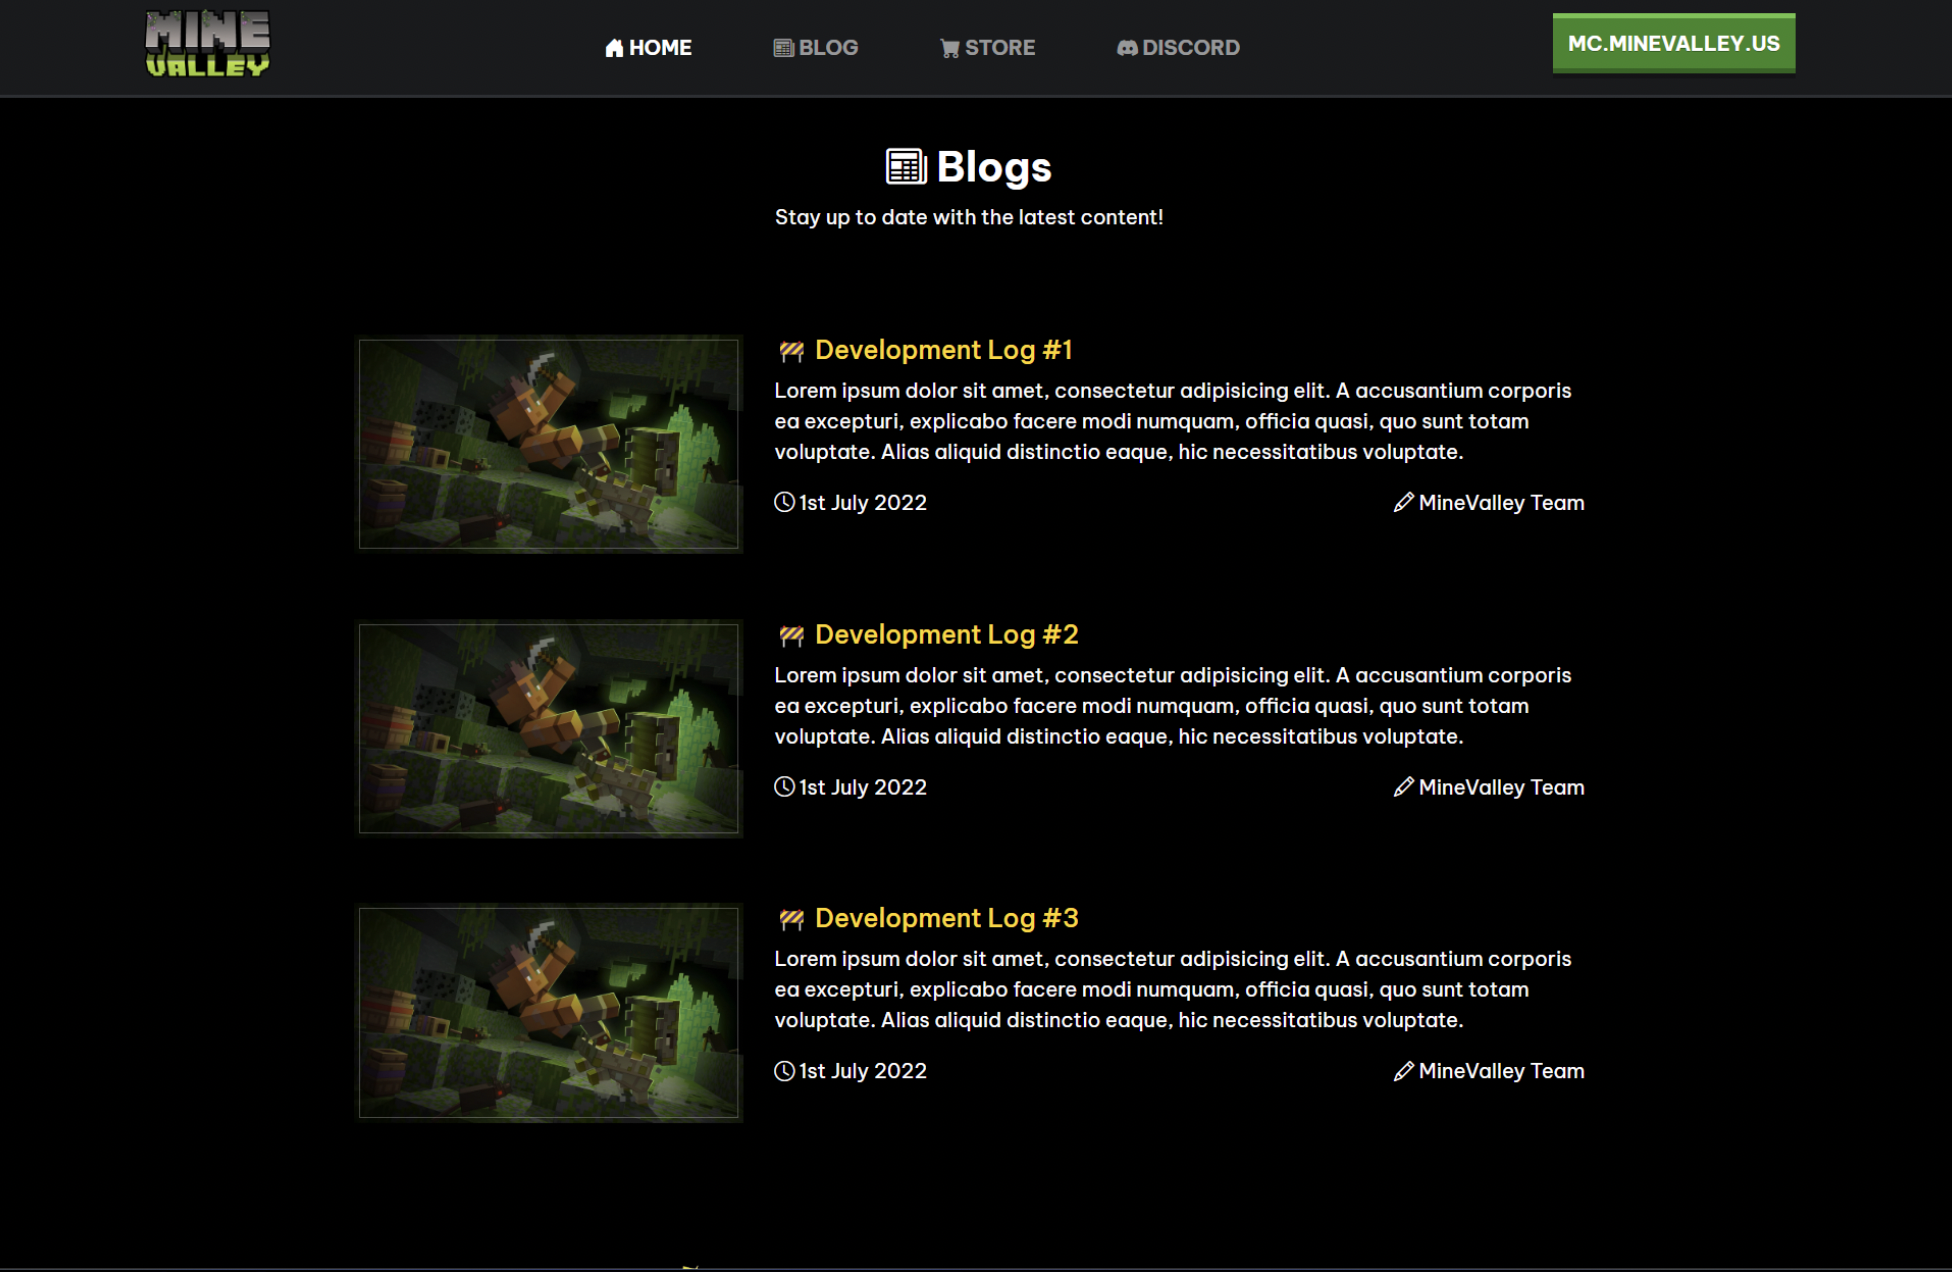 MINE
VALLEY
HOME
BLOG
STORE
DISCORD
MC.MINEVALLEY.US
Blogs
Stay up to date with the latest content!
Development Log #1
Lorem ipsum dolor sit amet, consectetur adipisicing elit. A accusantium corporis
ea excepturi, explicabo facere modi numquam, officia quasi, quo sunt totam
voluptate. Alias aliquid distinctio eaque, hic necessitatibus voluptate.
1st July 2022
MineValley Team
Development Log #2
Lorem ipsum dolor sit amet, consectetur adipisicing elit. A accusantium corporis
ea excepturi, explicabo facere modi numquam, officia quasi, quo sunt totam
voluptate. Alias aliquid distinctio eaque, hic necessitatibus voluptate.
1st July 2022
MineValley Team
Development Log #3
Lorem ipsum dolor sit amet, consectetur adipisicing elit. A accusantium corporis
ea excepturi, explicabo facere modi numquam, officia quasi, quo sunt totam
voluptate. Alias aliquid distinctio eaque, hic necessitatibus voluptate.
1st July 2022
MineValley Team